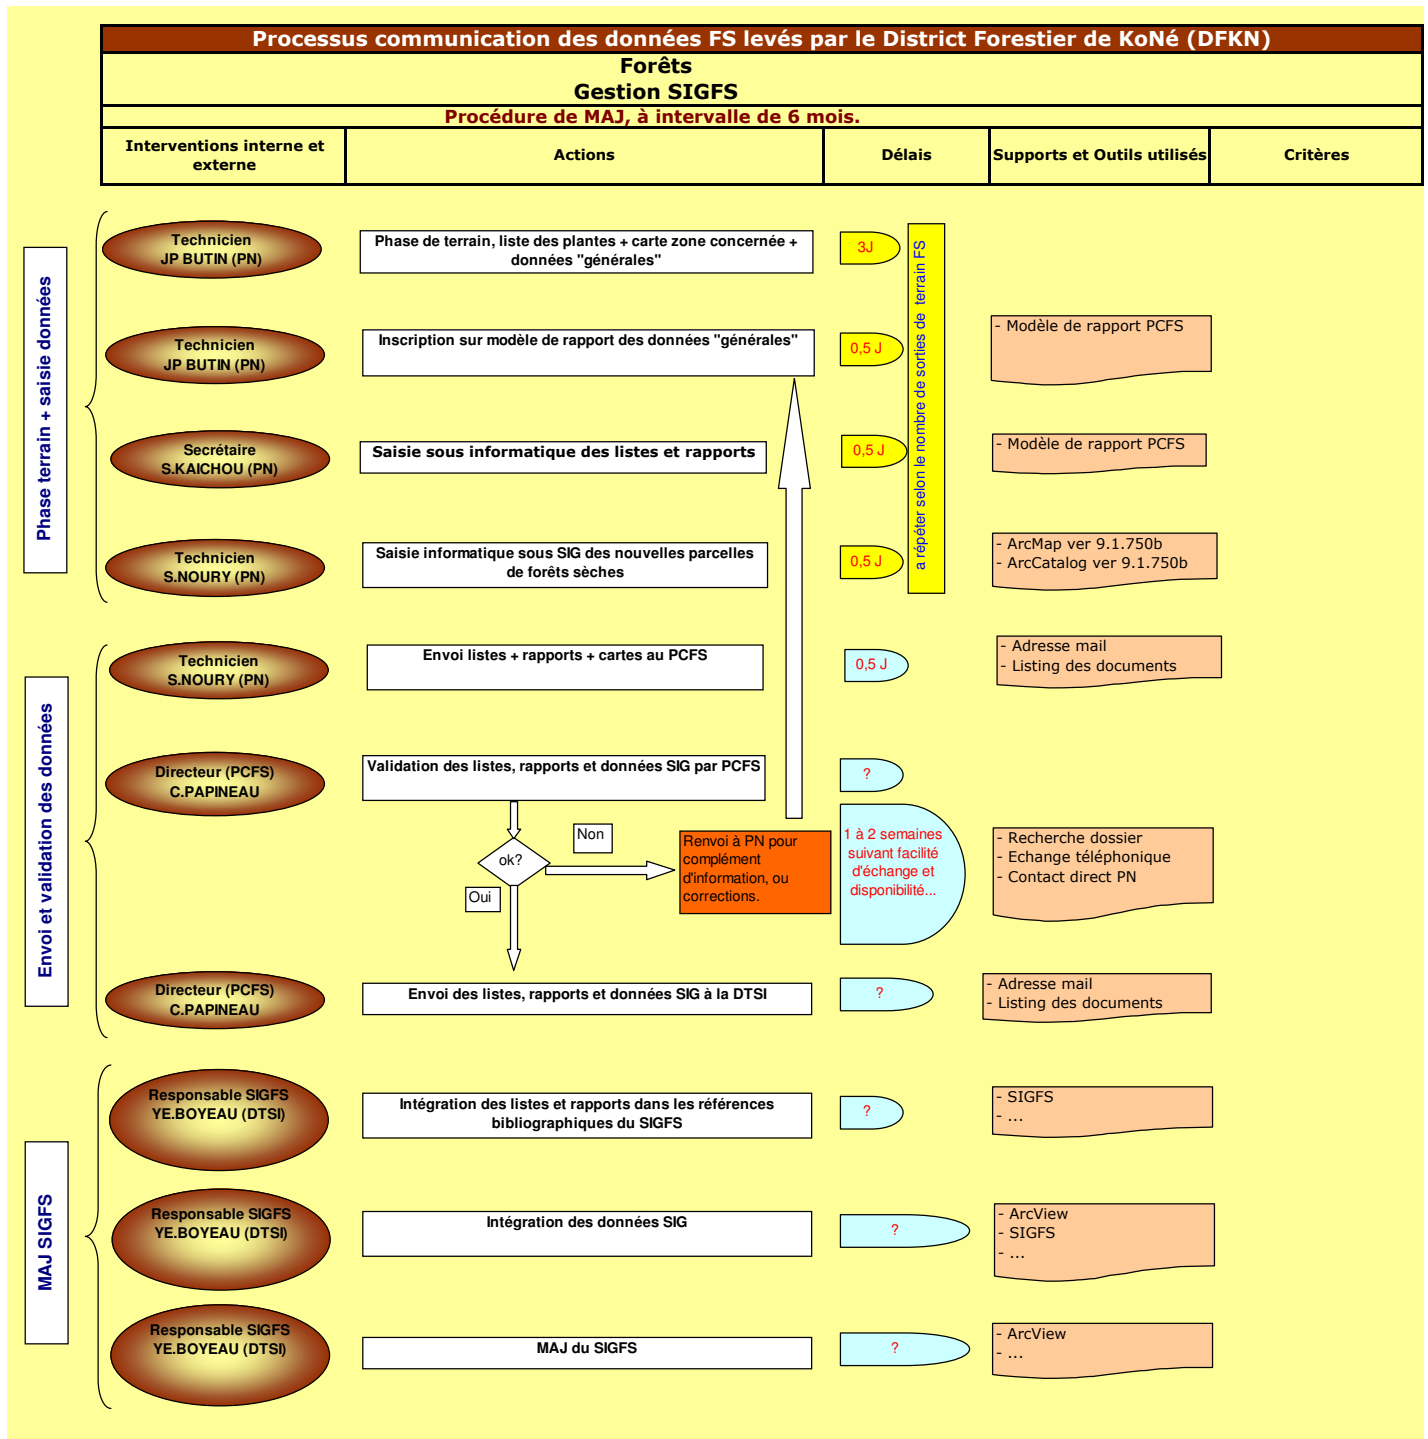 Processus communication des données FS levés par le District Forestier de KoNé (DFKN)
Forêts
Gestion SIGFS
Procédure de MAJ, à intervalle de 6 mois.
Interventions interne et
externe
Actions
Délais
Supports et Outils utilisés
Critères
Phase terrain + saisie données
Technicien
JP BUTIN (PN)
Phase de terrain, liste des plantes + carte zone concernée +
données "générales"
3J
a répéter selon le nombre de sorties de  terrain FS
Technicien
JP BUTIN (PN)
Inscription sur modèle de rapport des données "générales"
0,5 J
- Modèle de rapport PCFS
Secrétaire
S.KAICHOU (PN)
Saisie sous informatique des listes et rapports
0,5 J
- Modèle de rapport PCFS
Technicien
S.NOURY (PN)
Saisie informatique sous SIG des nouvelles parcelles
de forêts sèches
0,5 J
- ArcMap ver 9.1.750b
- ArcCatalog ver 9.1.750b
Envoi et validation des données
Technicien
S.NOURY (PN)
Envoi listes + rapports + cartes au PCFS
0,5 J
- Adresse mail
- Listing des documents
Directeur (PCFS)
C.PAPINEAU
Validation des listes, rapports et données SIG par PCFS
?
ok?
Non
Oui
Renvoi à PN pour
complément
d'information, ou
corrections.
1 à 2 semaines
suivant facilité
d'échange et
disponibilité...
- Recherche dossier
- Echange téléphonique
- Contact direct PN
Directeur (PCFS)
C.PAPINEAU
Envoi des listes, rapports et données SIG à la DTSI
?
- Adresse mail
- Listing des documents
MAJ SIGFS
Responsable SIGFS
YE.BOYEAU (DTSI)
Intégration des listes et rapports dans les références
bibliographiques du SIGFS
?
- SIGFS
- ...
Responsable SIGFS
YE.BOYEAU (DTSI)
Intégration des données SIG
?
- ArcView
- SIGFS
- ...
Responsable SIGFS
YE.BOYEAU (DTSI)
MAJ du SIGFS
?
- ArcView
- ...